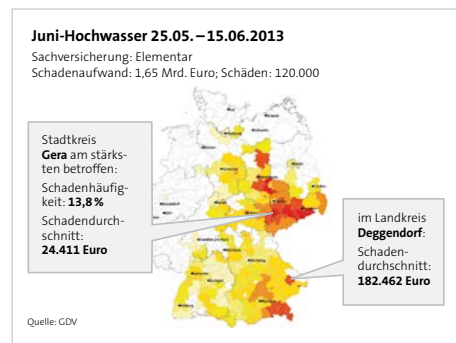 Juni-Hochwasser 25.05. – 15.06.2013
Sachversicherung: Elementar
Schadenaufwand: 1,65 Mrd. Euro; Schäden: 120.000
Stadtkreis
Gera am stärks-
ten betroffen:
Schadenhäufig-
keit: 13,8 %
Schadendurch-
schnitt:
24.411 Euro
im Landkreis
Deggendorf:
Schaden-
durchschnitt:
182.462 Euro
Quelle: GDV